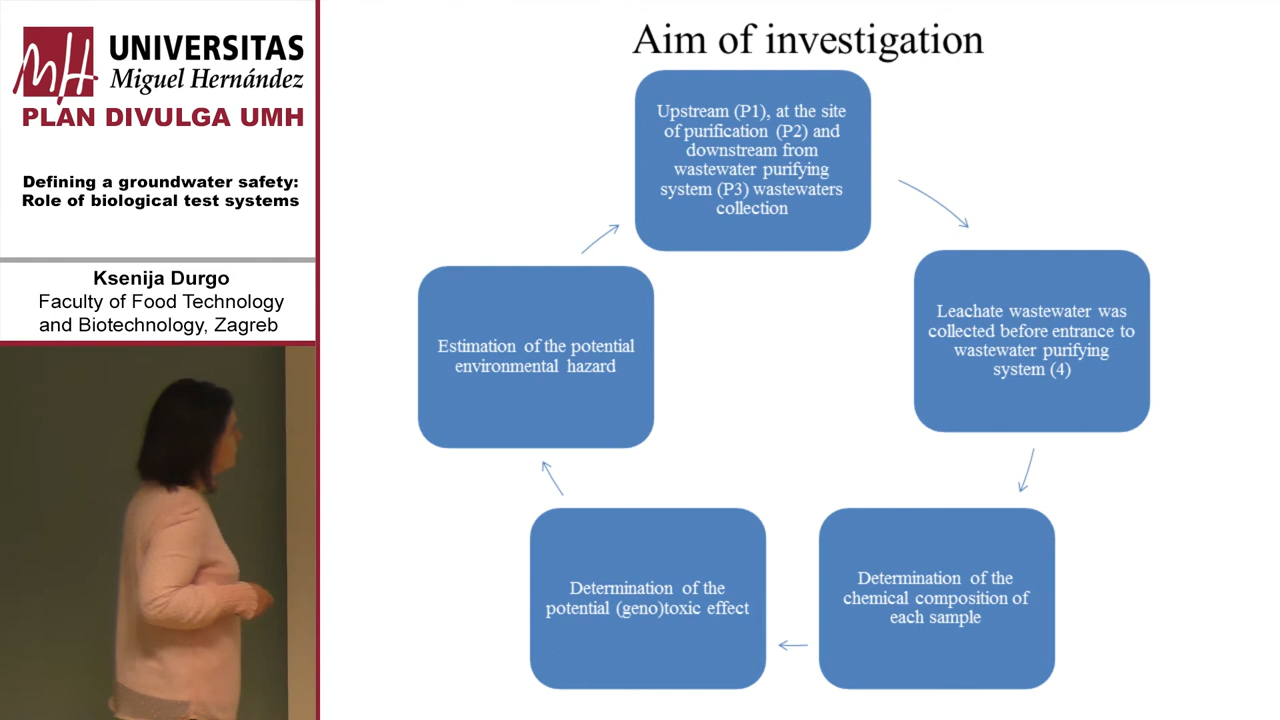 UNIVERSITAS
Miguel Hernández
PLAN DIVULGA UMH
Defining a groundwater safety:
Role of biological test systems
Ksenija Durgo
Faculty of Food Technology
and Biotechnology, Zagreb
Aim of investigation
Upstream (P1), at the site
of purification (P2) and
downstream from
wastewater purifying
system (P3) wastewaters
collection
Leachate wastewater was
collected before entrance to
wastewater purifying
system (4)
Determination of the
chemical composition of
each sample
Determination of the
potential (geno)toxic effect
Estimation of the potential
environmental hazard